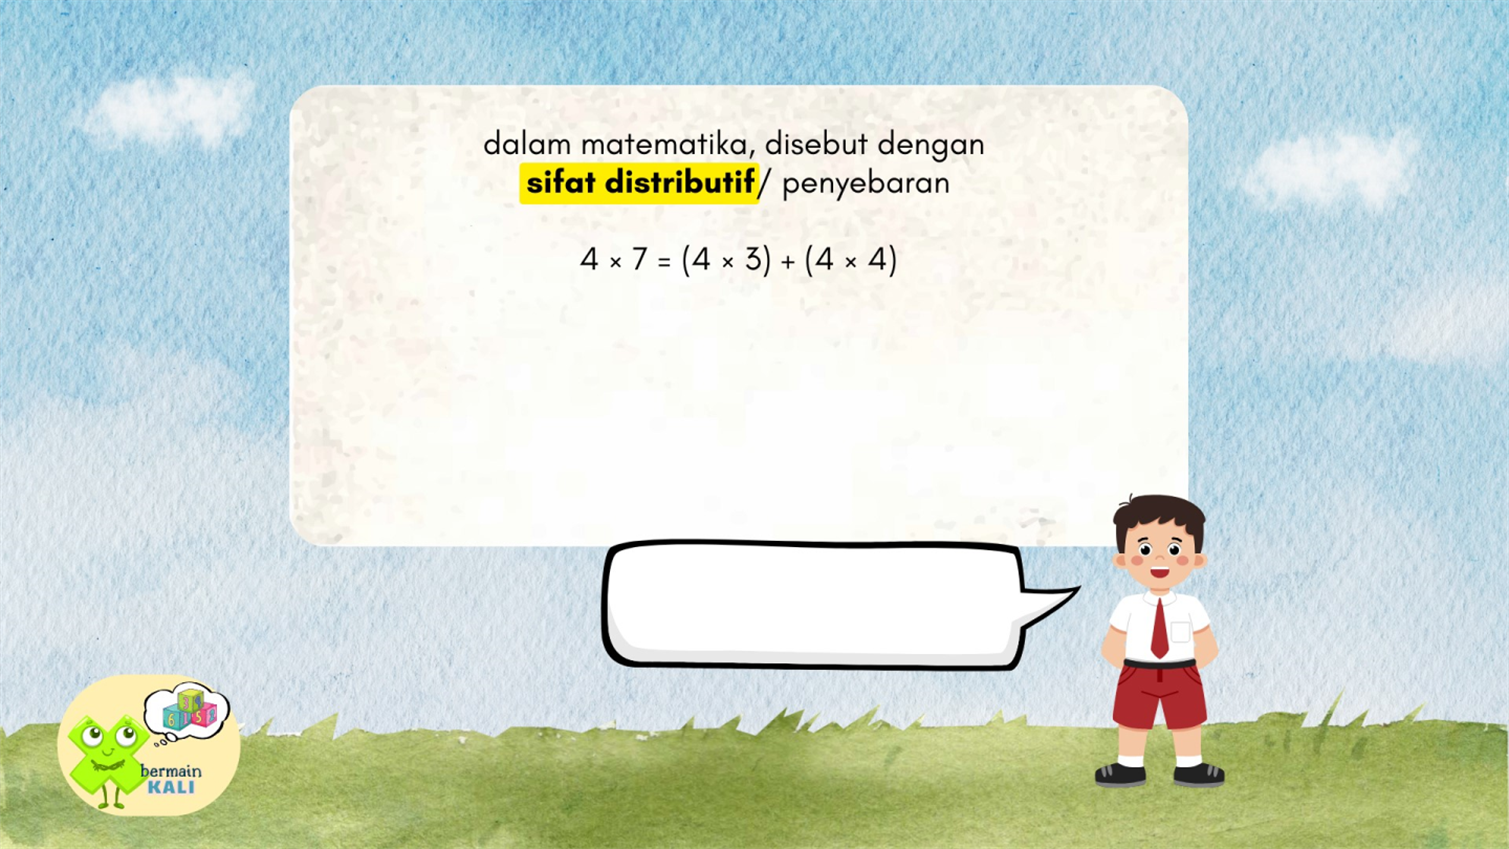 dalam matematika, disebut dengan
sifat distributif/ penyebaran
4 × 7 = (4 × 3) + (4 × 4)
bermain
KALI